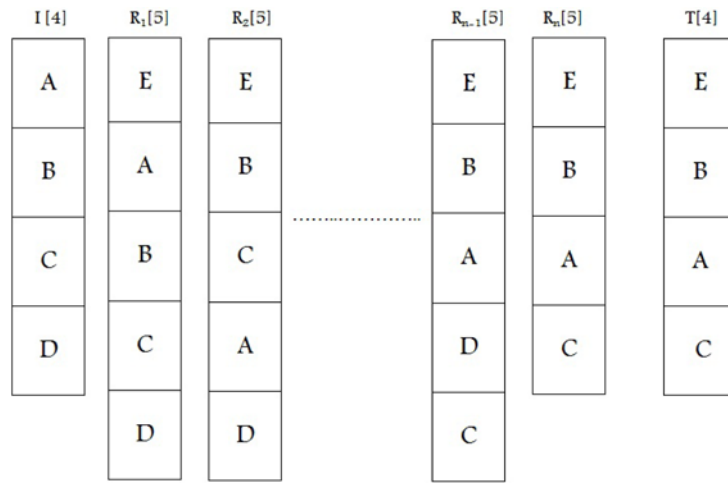 I [4] R₁[5] R₂[5] Rₙ₋₁[5] Rₙ[5] T[4]
A E E E E E
B A B B B B
....................
C B C A A A
D C A D C C
D D C